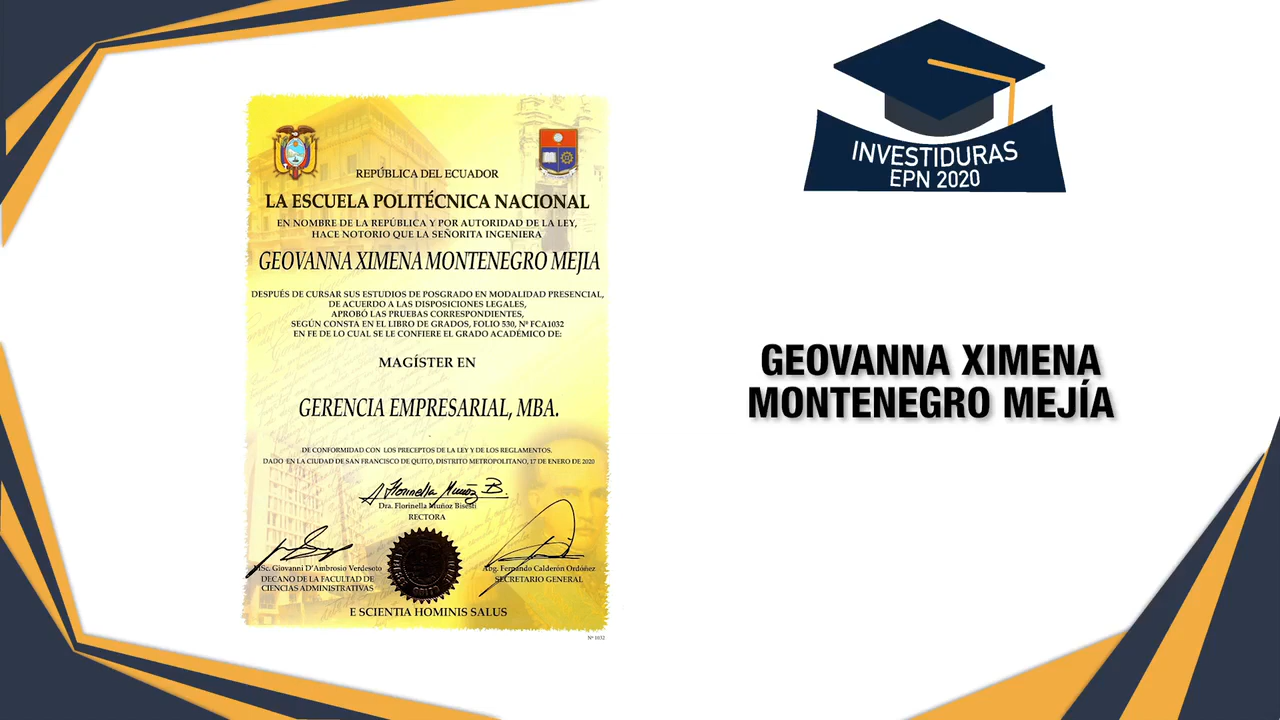 REPÚBLICA DEL ECUADOR
LA ESCUELA POLITÉCNICA NACIONAL
EN NOMBRE DE LA REPÚBLICA Y POR AUTORIDAD DE LA LEY,
HACE NOTORIO QUE LA SEÑORITA INGENIERA
GEOVANNA XIMENA MONTENEGRO MEJIA
DESPUÉS DE CURSAR SUS ESTUDIOS DE POSGRADO EN MODALIDAD PRESENCIAL,
DE ACUERDO A LAS DISPOSICIONES LEGALES,
APROBÓ LAS PRUEBAS CORRESPONDIENTES,
SEGÚN CONSTA EN EL LIBRO DE GRADOS, FOLIO 530, Nº FCA1032
EN FE DE LO CUAL SE LE CONFIERE EL GRADO ACADÉMICO DE:
MAGÍSTER EN
GERENCIA EMPRESARIAL, MBA.
DE CONFORMIDAD CON LOS PRECEPTOS DE LA LEY Y DE LOS REGLAMENTOS.
DADO EN LA CIUDAD DE SAN FRANCISCO DE QUITO, DISTRITO METROPOLITANO, 17 DE ENERO DE 2020
Florinella Muñoz B.
Dra. Florinella Muñoz Bisesti
RECTORA
MSc. Giovanni D'Ambrosio Verdesoto
DECANO DE LA FACULTAD DE
CIENCIAS ADMINISTRATIVAS
Abg. Fernando Calderón Ordóñez
SECRETARIO GENERAL
E SCIENTIA HOMINIS SALUS
Nº 1032
INVESTIDURAS
EPN 2020
GEOVANNA XIMENA
MONTENEGRO MEJÍA